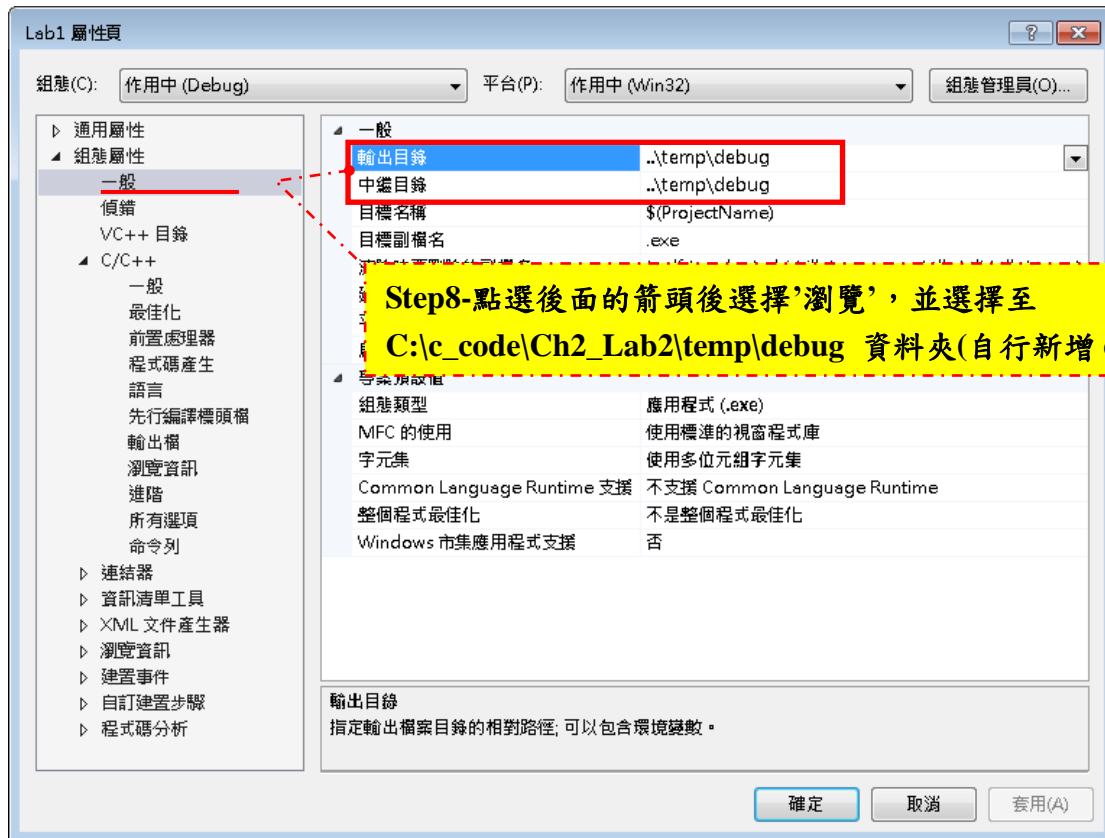 Lab1 屬性頁
組態(C): 作用中 (Debug) 平台(P): 作用中 (Win32) 組態管理員(O)...
通用屬性
組態屬性
一般
偵錯
VC++ 目錄
C/C++
一般
最佳化
前置處理器
程式碼產生
語言
先行編譯標頭檔
輸出檔
瀏覽資訊
進階
所有選項
命令列
連結器
資訊清單工具
XML 文件產生器
瀏覽資訊
建置事件
自訂建置步驟
程式碼分析
一般
輸出目錄 ..\temp\debug
中繼目錄 ..\temp\debug
目標名稱 $(ProjectName)
目標副檔名 .exe
Step8-點選後面的箭頭後選擇’瀏覽’，並選擇至
C:\c_code\Ch2_Lab2\temp\debug 資料夾(自行新增
專案預設值
組態類型 應用程式 (.exe)
MFC 的使用 使用標準的視窗程式庫
字元集 使用多位元組字元集
Common Language Runtime 支援 不支援 Common Language Runtime
整個程式最佳化 不是整個程式最佳化
Windows 市集應用程式支援 否
輸出目錄
指定輸出檔案目錄的相對路徑; 可以包含環境變數。
確定 取消 套用(A)